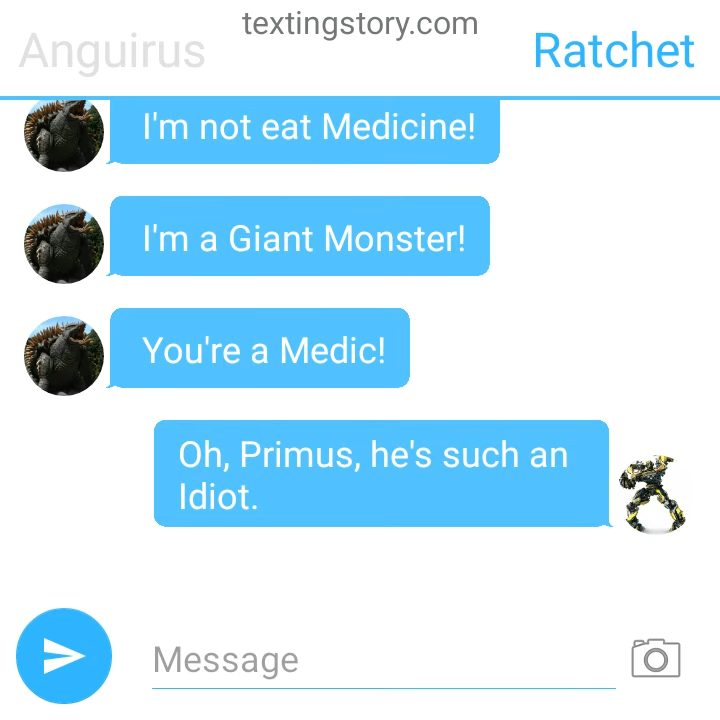 textingstory.com
Anguirus
Ratchet
I'm not eat Medicine!
I'm a Giant Monster!
You're a Medic!
Oh, Primus, he's such an
Idiot.
Message